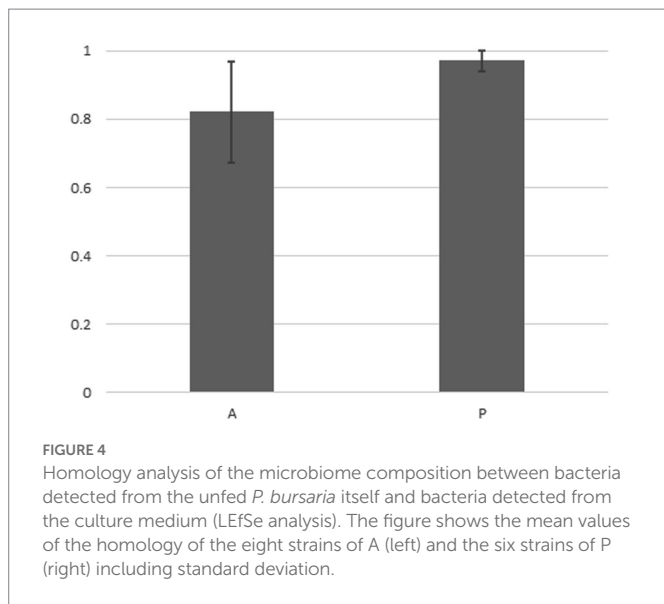 1
0.8
0.6
0.4
0.2
0
A P
FIGURE 4
Homology analysis of the microbiome composition between bacteria
detected from the unfed P. bursaria itself and bacteria detected from
the culture medium (LEfSe analysis). The figure shows the mean values
of the homology of the eight strains of A (left) and the six strains of P
(right) including standard deviation.